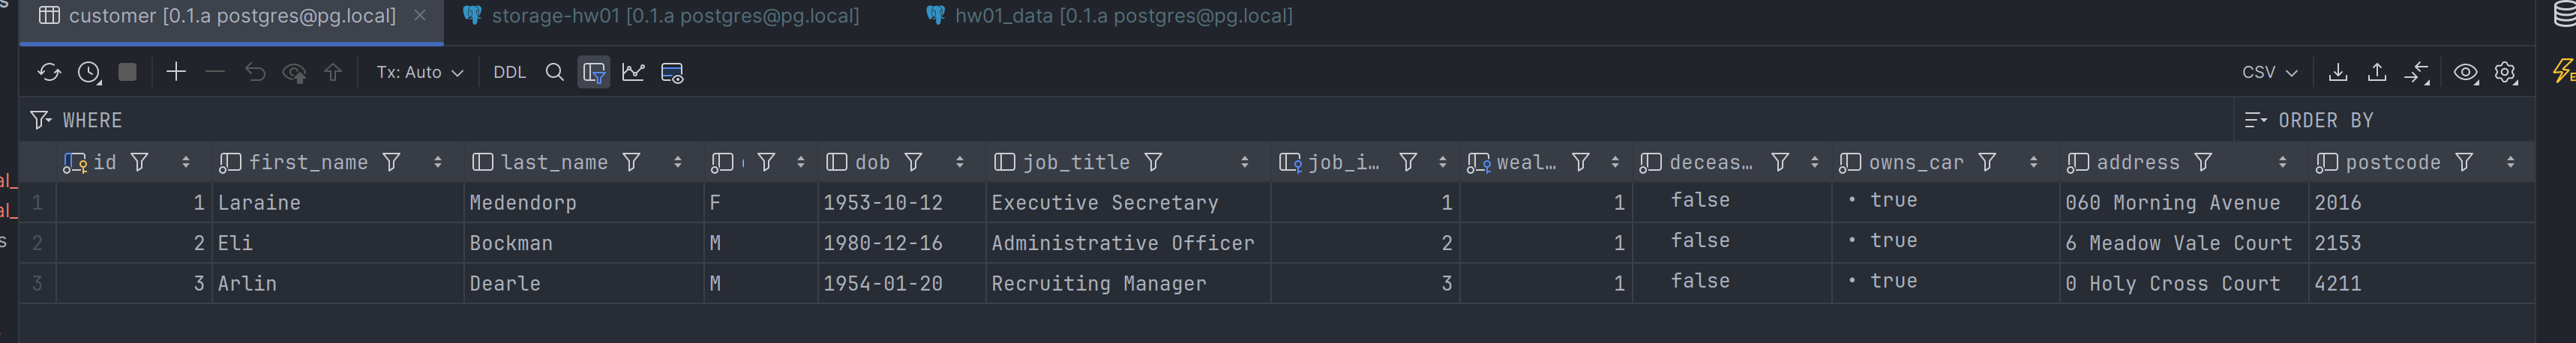 customer [0.1.a postgres@pg.local] storage-hw01 [0.1.a postgres@pg.local] hw01_data [0.1.a postgres@pg.local]
Tx: Auto DDL CSV
WHERE ORDER BY
id first_name last_name dob job_title job_i... weal... deceas... owns_car address postcode
1 1 Laraine Medendorp F 1953-10-12 Executive Secretary 1 1 false • true 060 Morning Avenue 2016
2 2 Eli Bockman M 1980-12-16 Administrative Officer 2 1 false • true 6 Meadow Vale Court 2153
3 3 Arlin Dearle M 1954-01-20 Recruiting Manager 3 1 false • true 0 Holy Cross Court 4211